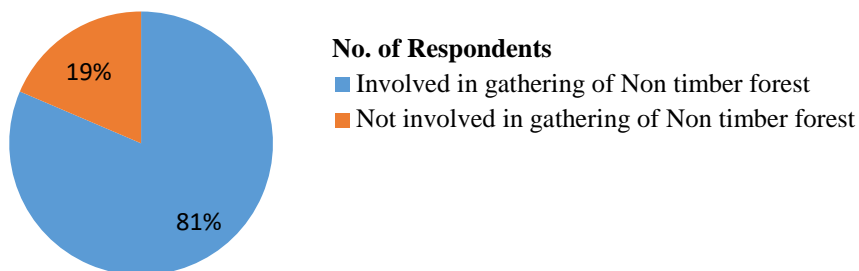 No. of Respondents
19%
Involved in gathering of Non timber forest
Not involved in gathering of Non timber forest
81%